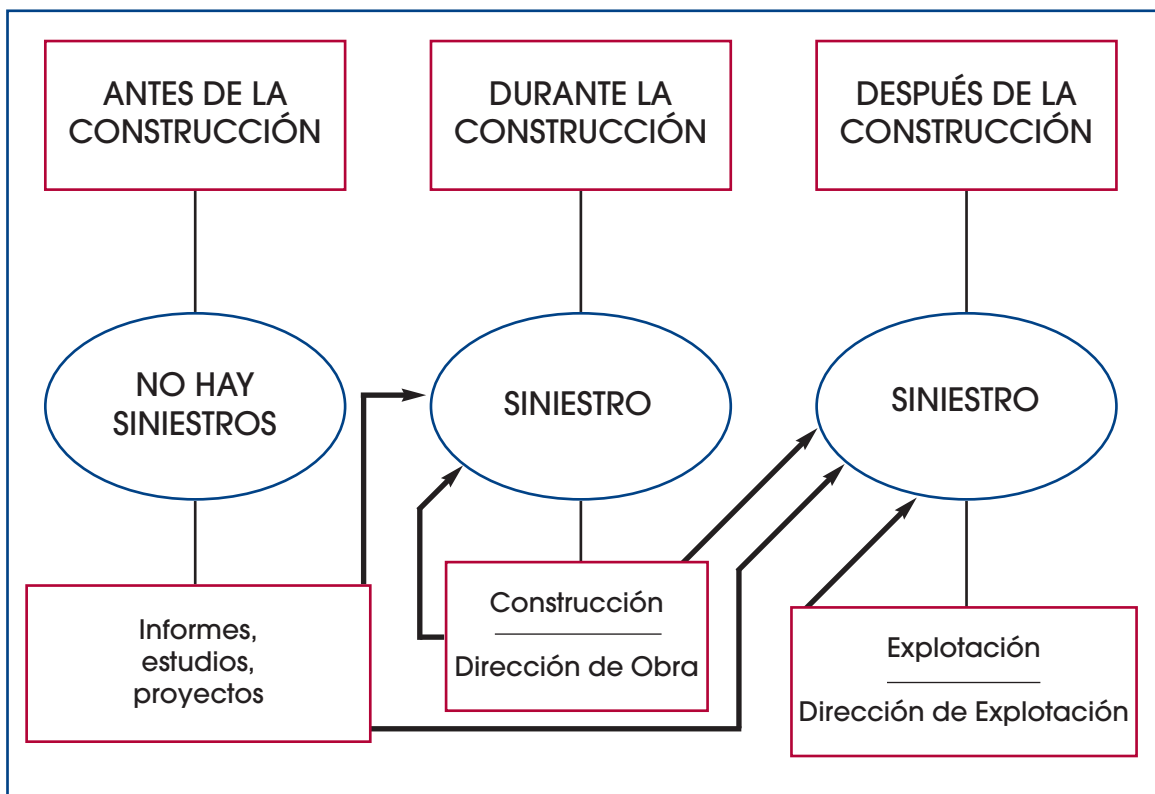 ANTES DE LA
CONSTRUCCIÓN
DURANTE LA
CONSTRUCCIÓN
DESPUÉS DE LA
CONSTRUCCIÓN
NO HAY
SINIESTROS
SINIESTRO
SINIESTRO
Informes,
estudios,
proyectos
Construcción
Dirección de Obra
Explotación
Dirección de Explotación